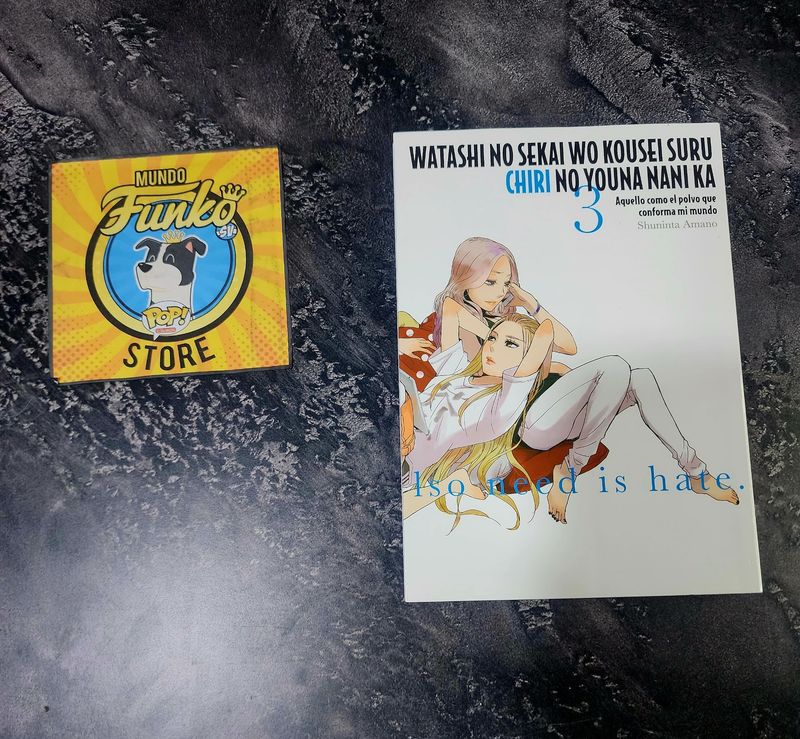 MUNDO
Funko
.SV
POP!
STORE
WATASHI NO SEKAI WO KOUSEI SURU
CHIRI NO YOUNA NANI KA
3
Aquello como el polvo que
conforma mi mundo
Shuninta Amano
lso need is hate.